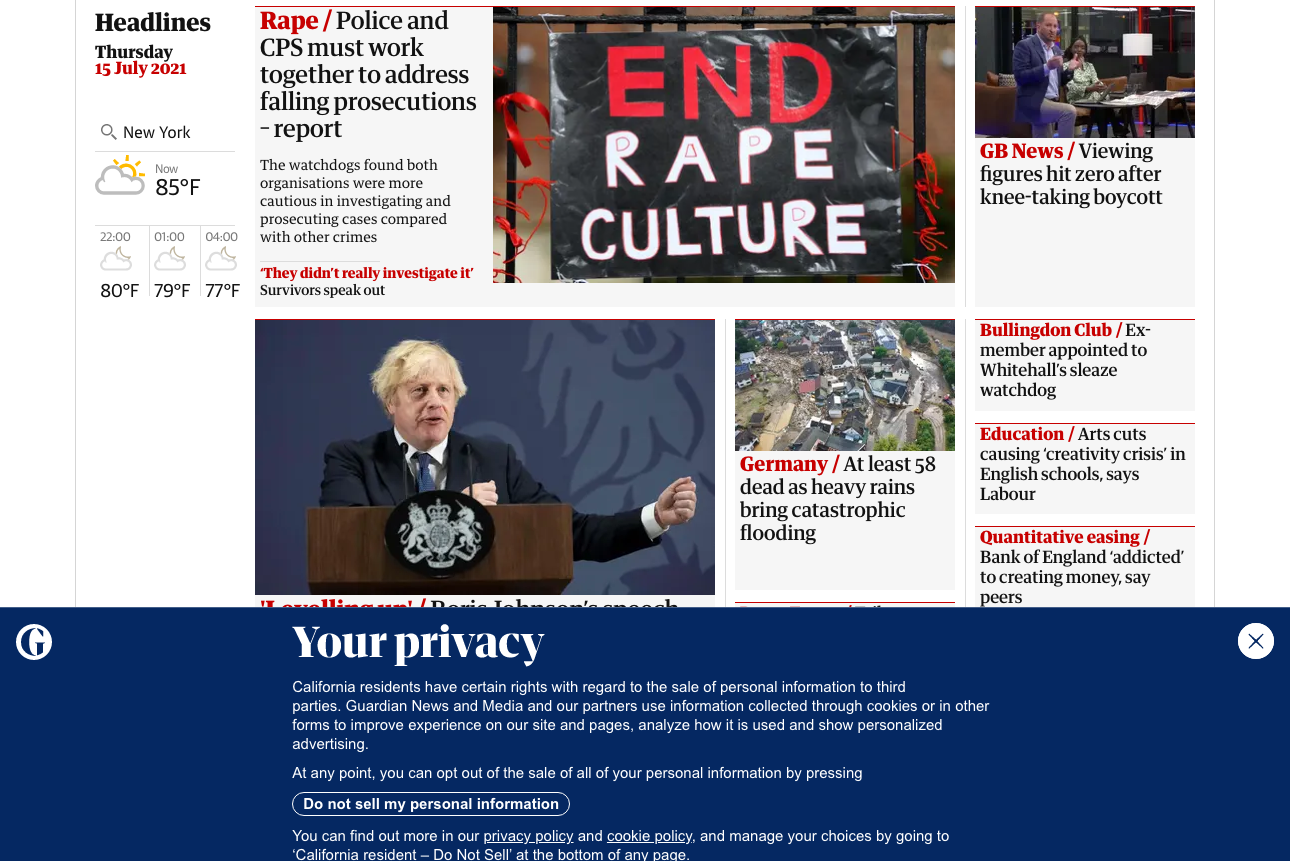 Headlines
Thursday
15 July 2021
New York
Now
85°F
22:00
01:00
04:00
80°F
79°F
77°F
Rape / Police and
CPS must work
together to address
falling prosecutions
– report
The watchdogs found both
organisations were more
cautious in investigating and
prosecuting cases compared
with other crimes
‘They didn’t really investigate it’
Survivors speak out
END
RAPE
CULTURE
GB News / Viewing
figures hit zero after
knee-taking boycott
'Levelling up' / Boris Johnson’s speech
Germany / At least 58
dead as heavy rains
bring catastrophic
flooding
Bullingdon Club / Ex-
member appointed to
Whitehall’s sleaze
watchdog
Education / Arts cuts
causing ‘creativity crisis’ in
English schools, says
Labour
Quantitative easing /
Bank of England ‘addicted’
to creating money, say
peers
G
Your privacy
California residents have certain rights with regard to the sale of personal information to third
parties. Guardian News and Media and our partners use information collected through cookies or in other
forms to improve experience on our site and pages, analyze how it is used and show personalized
advertising.
At any point, you can opt out of the sale of all of your personal information by pressing
Do not sell my personal information
You can find out more in our privacy policy and cookie policy, and manage your choices by going to
‘California resident – Do Not Sell’ at the bottom of any page.